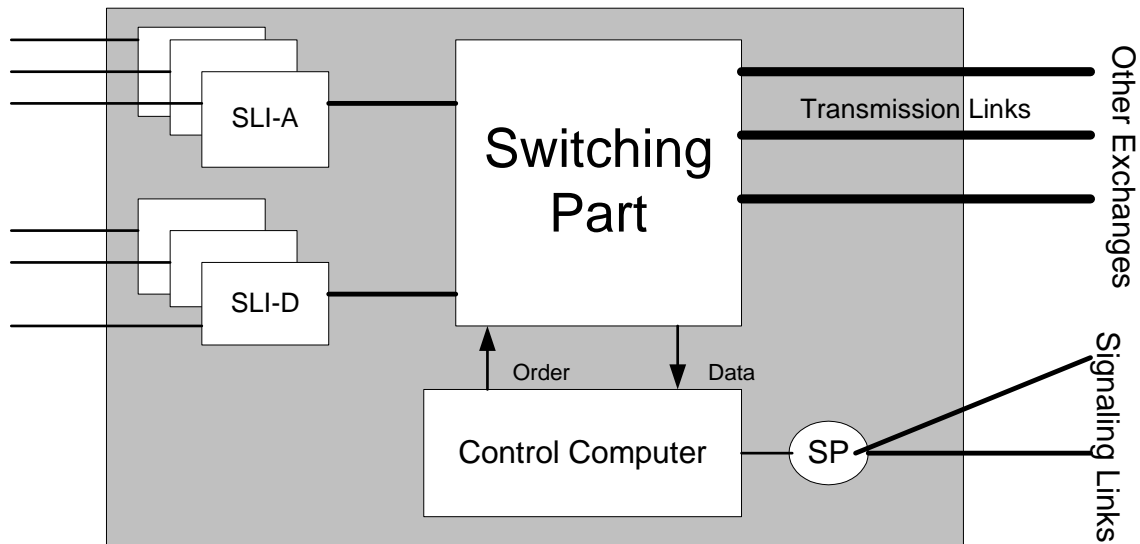 SLI-A
Switching
Part
Transmission Links
Other Exchanges
SLI-D
Order
Data
Control Computer
SP
Signaling Links